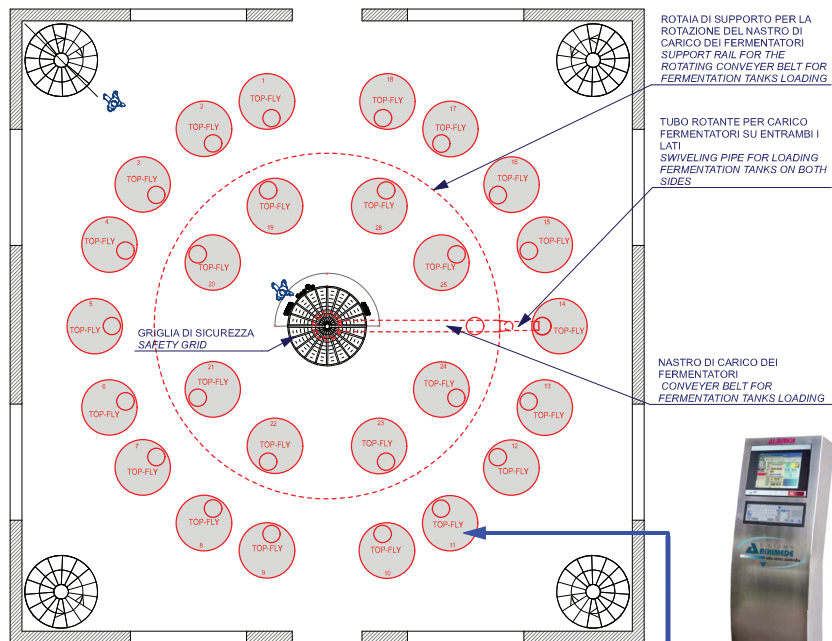 ROTAIA DI SUPPORTO PER LA
ROTAZIONE DEL NASTRO DI
CARICO DEI FERMENTATORI
SUPPORT RAIL FOR THE
ROTATING CONVEYER BELT FOR
FERMENTATION TANKS LOADING
TUBO ROTANTE PER CARICO
FERMENTATORI SU ENTRAMBI I
LATI
SWIVELING PIPE FOR LOADING
FERMENTATION TANKS ON BOTH
SIDES
1
TOP-FLY
18
TOP-FLY
2
TOP-FLY
17
TOP-FLY
3
TOP-FLY
16
TOP-FLY
TOP-FLY
19
TOP-FLY
26
4
TOP-FLY
15
TOP-FLY
TOP-FLY
20
TOP-FLY
25
5
TOP-FLY
14
TOP-FLY
GRIGLIA DI SICUREZZA
SAFETY GRID
NASTRO DI CARICO DEI
FERMENTATORI
CONVEYER BELT FOR
FERMENTATION TANKS LOADING
21
TOP-FLY
24
TOP-FLY
6
TOP-FLY
13
TOP-FLY
22
TOP-FLY
23
TOP-FLY
7
TOP-FLY
12
TOP-FLY
TOP-FLY
8
TOP-FLY
11
TOP-FLY
9
TOP-FLY
10
ARCHIMEDE